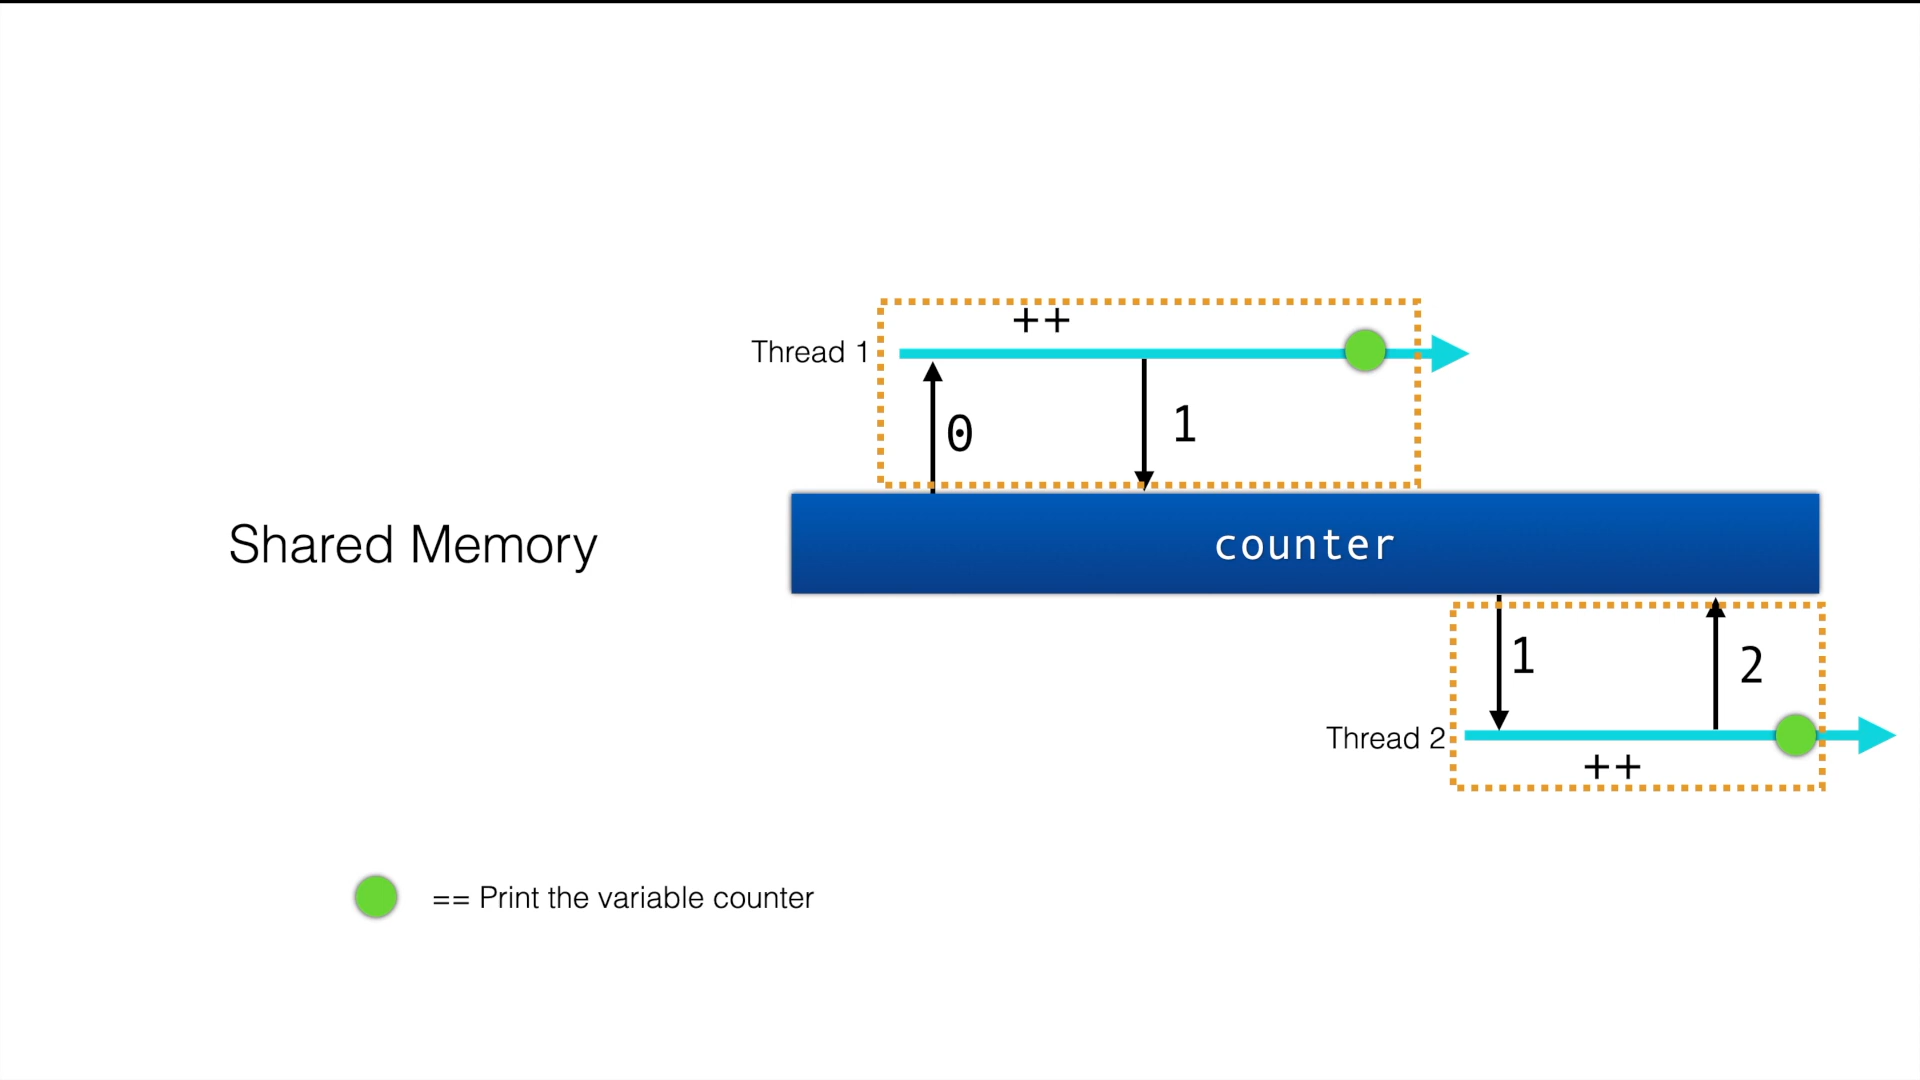 ++
Thread 1
0
1
Shared Memory
counter
1
2
Thread 2
++
== Print the variable counter